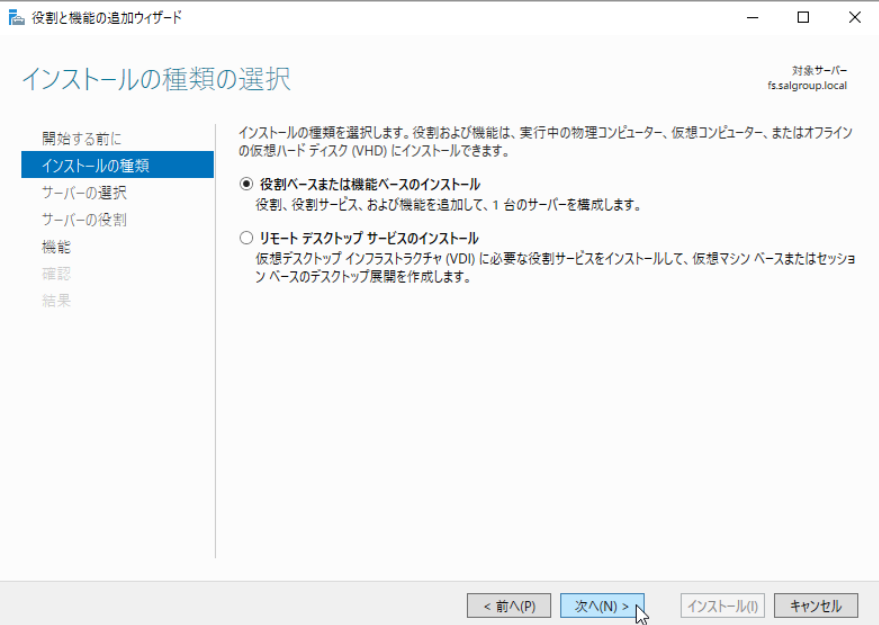 役割と機能の追加ウィザード
インストールの種類の選択
対象サーバー
fs.salgroup.local
開始する前に
インストールの種類
サーバーの選択
サーバーの役割
機能
確認
結果
インストールの種類を選択します。役割および機能は、実行中の物理コンピューター、仮想コンピューター、またはオフライン
の仮想ハード ディスク (VHD) にインストールできます。
役割ベースまたは機能ベースのインストール
役割、役割サービス、および機能を追加して、1 台のサーバーを構成します。
リモート デスクトップ サービスのインストール
仮想デスクトップ インフラストラクチャ (VDI) に必要な役割サービスをインストールして、仮想マシン ベースまたはセッショ
ン ベースのデスクトップ展開を作成します。
< 前へ(P)
次へ(N) >
インストール(I)
キャンセル